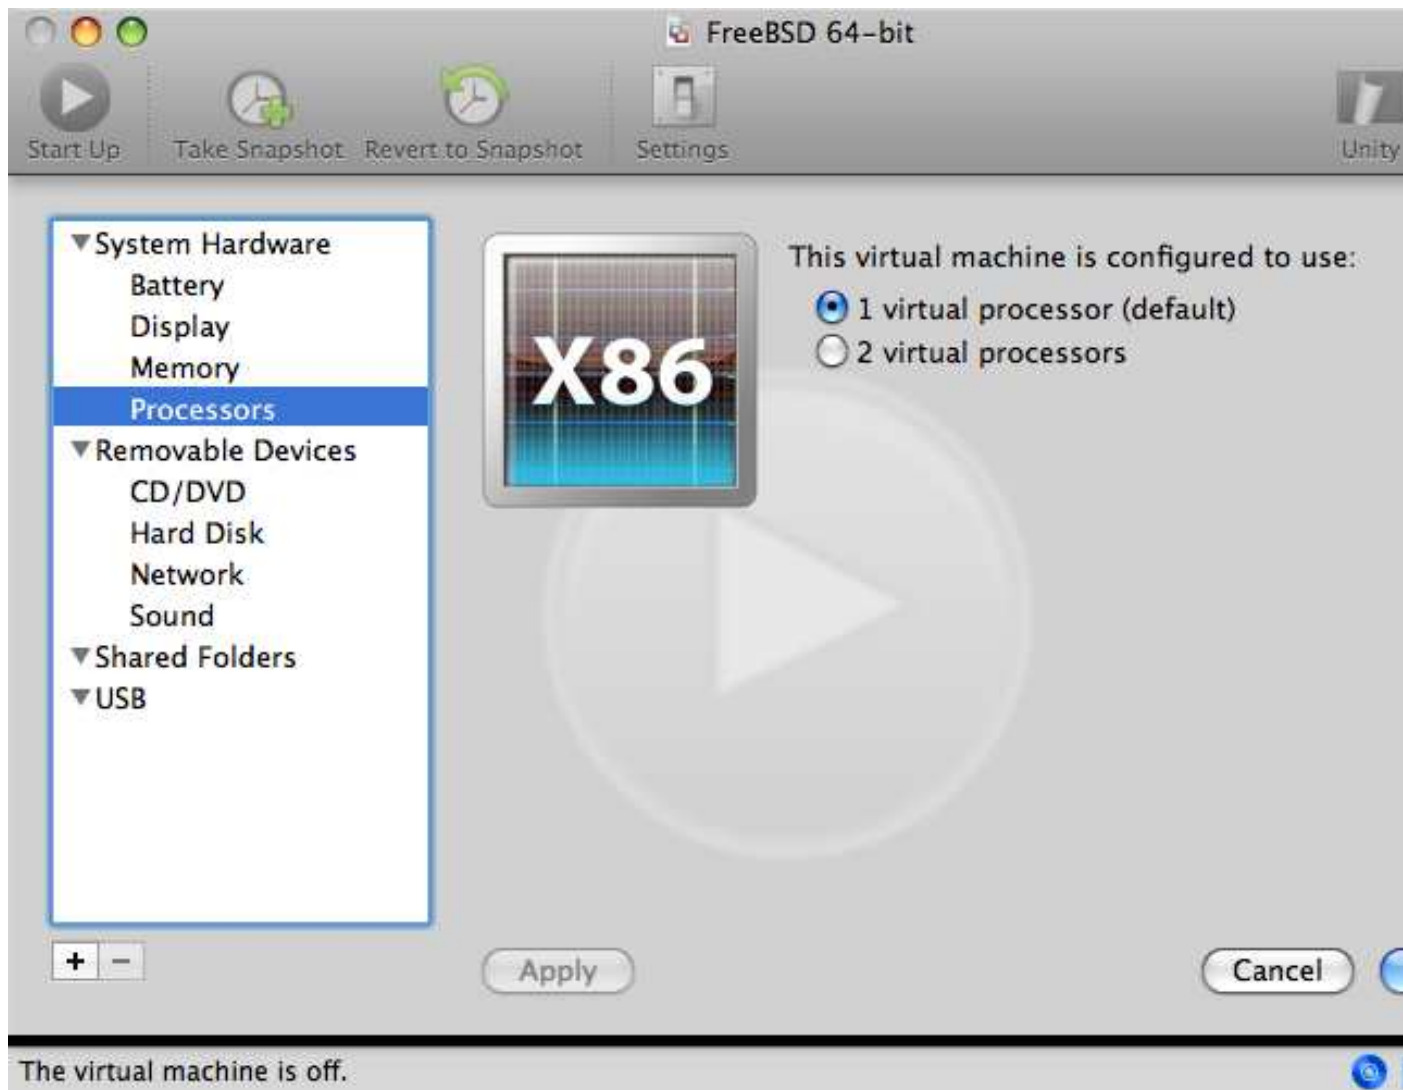 FreeBSD 64-bit
Start Up
Take Snapshot
Revert to Snapshot
Settings
Unity
System Hardware
Battery
Display
Memory
Processors
Removable Devices
CD/DVD
Hard Disk
Network
Sound
Shared Folders
USB
X86
This virtual machine is configured to use:
1 virtual processor (default)
2 virtual processors
+ -
Apply
Cancel
The virtual machine is off.